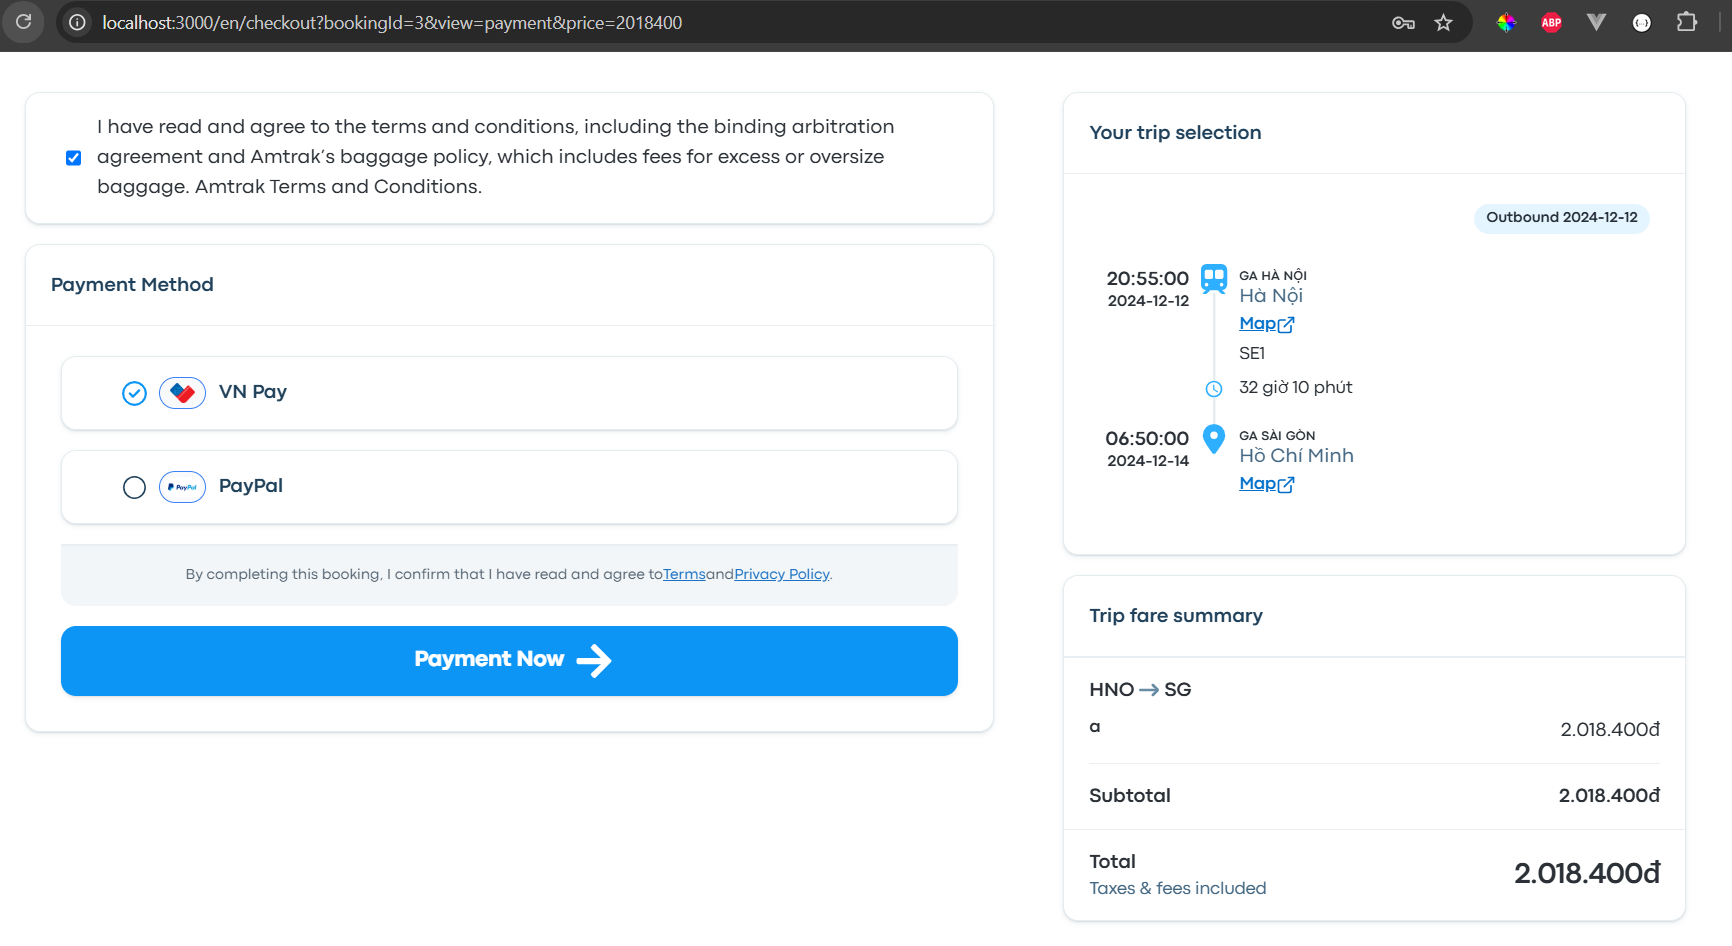 localhost:3000/en/checkout?bookingId=3&view=payment&price=2018400
ABP
I have read and agree to the terms and conditions, including the binding arbitration
agreement and Amtrak's baggage policy, which includes fees for excess or oversize
baggage. Amtrak Terms and Conditions.
Payment Method
VN Pay
PayPal
PayPal
By completing this booking, I confirm that I have read and agree toTermsandPrivacy Policy.
Payment Now
Your trip selection
Outbound 2024-12-12
20:55:00
2024-12-12
GA HÀ NỘI
Hà Nội
Map
SE1
32 giờ 10 phút
06:50:00
2024-12-14
GA SÀI GÒN
Hồ Chí Minh
Map
Trip fare summary
HNO → SG
a 2.018.400đ
Subtotal 2.018.400đ
Total 2.018.400đ
Taxes & fees included